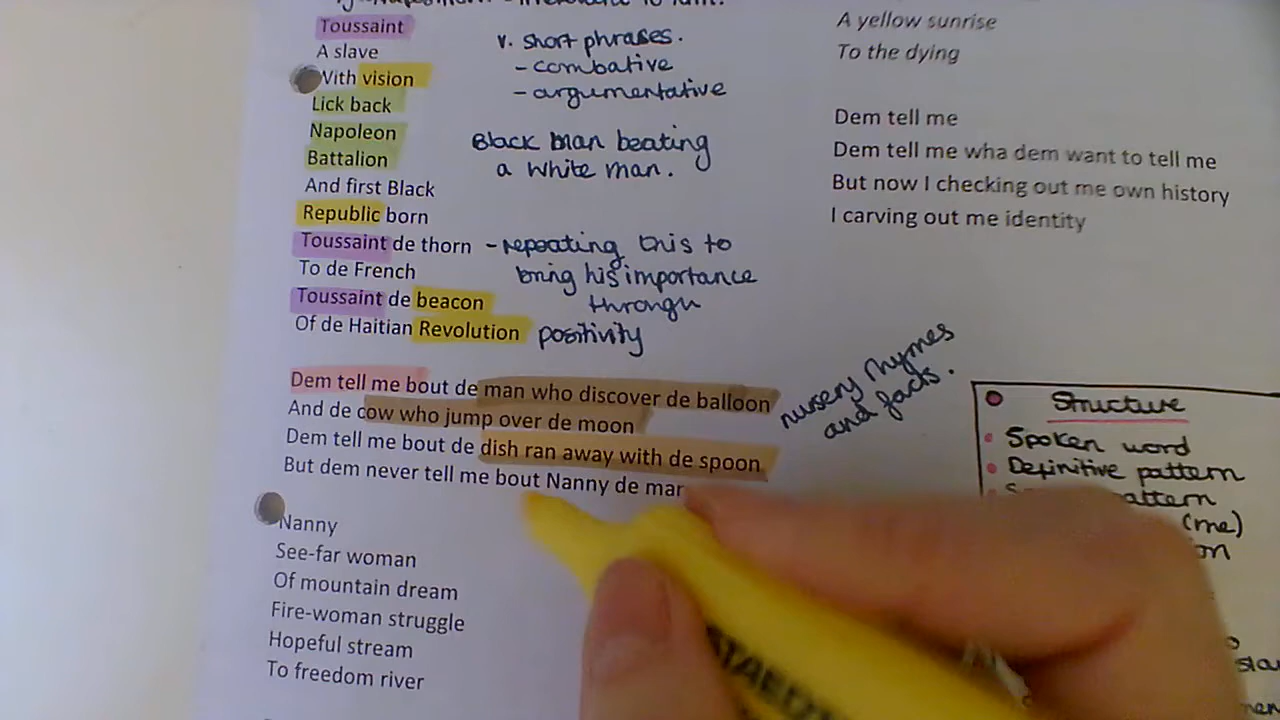 Toussaint
A slave
With vision
Lick back
Napoleon
Battalion
And first Black
Republic born
Toussaint de thorn
To de French
Toussaint de beacon
Of de Haitian Revolution
v. short phrases.
- combative
- argumentative
Black man beating
a white man.
- repeating this to
bring his importance
through
positivity
Dem tell me bout de man who discover de balloon
And de cow who jump over de moon
Dem tell me bout de dish ran away with de spoon
But dem never tell me bout Nanny de mar
nursery rhymes
and facts.
Nanny
See-far woman
Of mountain dream
Fire-woman struggle
Hopeful stream
To freedom river
A yellow sunrise
To the dying
Dem tell me
Dem tell me wha dem want to tell me
But now I checking out me own history
I carving out me identity
Structure
Spoken word
Definitive pattern
pattern
(me)
STAEDT